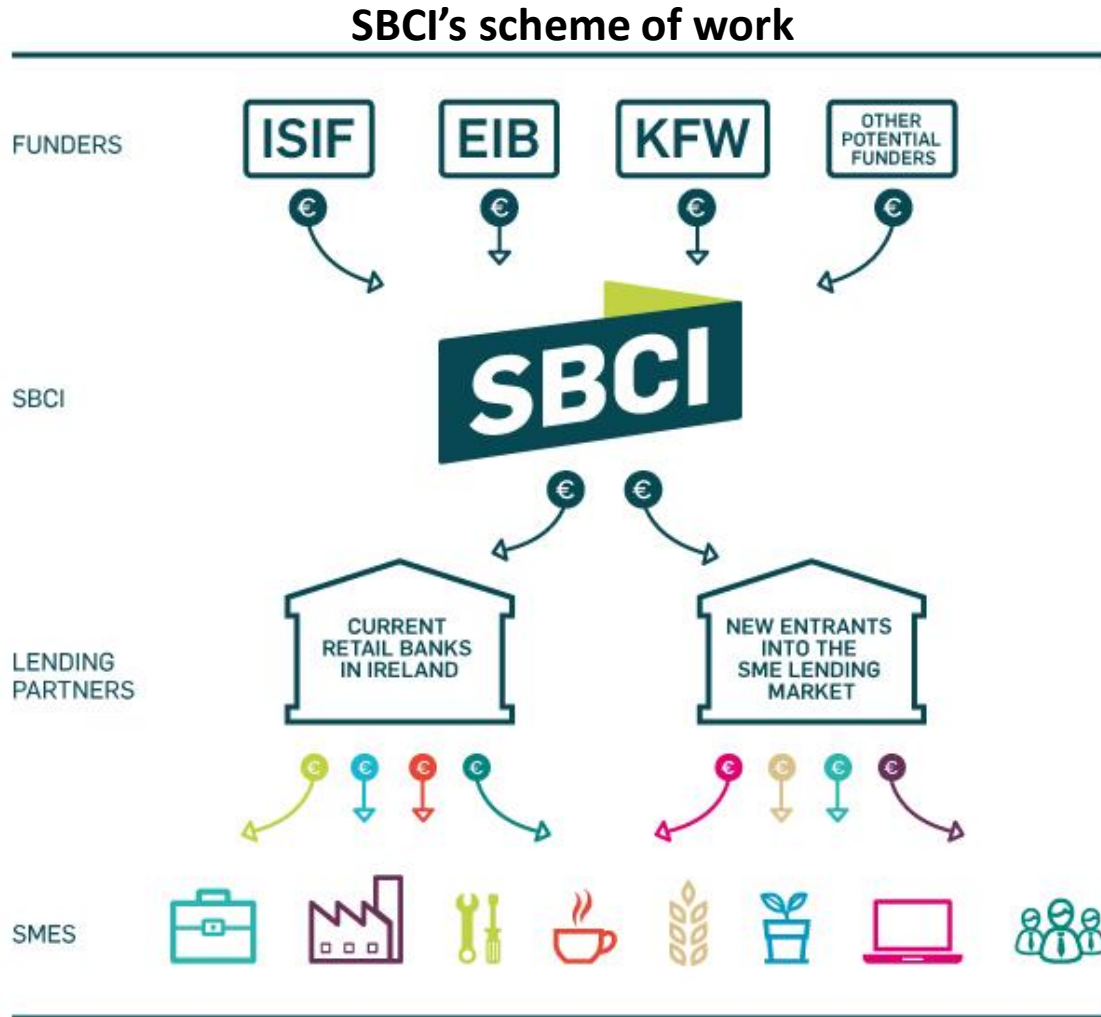 SBCI's scheme of work
FUNDERS
ISIF
EIB
KFW
OTHER
POTENTIAL
FUNDERS
€ € € €
SBCI
SBCI
€ €
LENDING
PARTNERS
CURRENT
RETAIL BANKS
IN IRELAND
NEW ENTRANTS
INTO THE
SME LENDING
MARKET
€ € € € € € € €
SMES